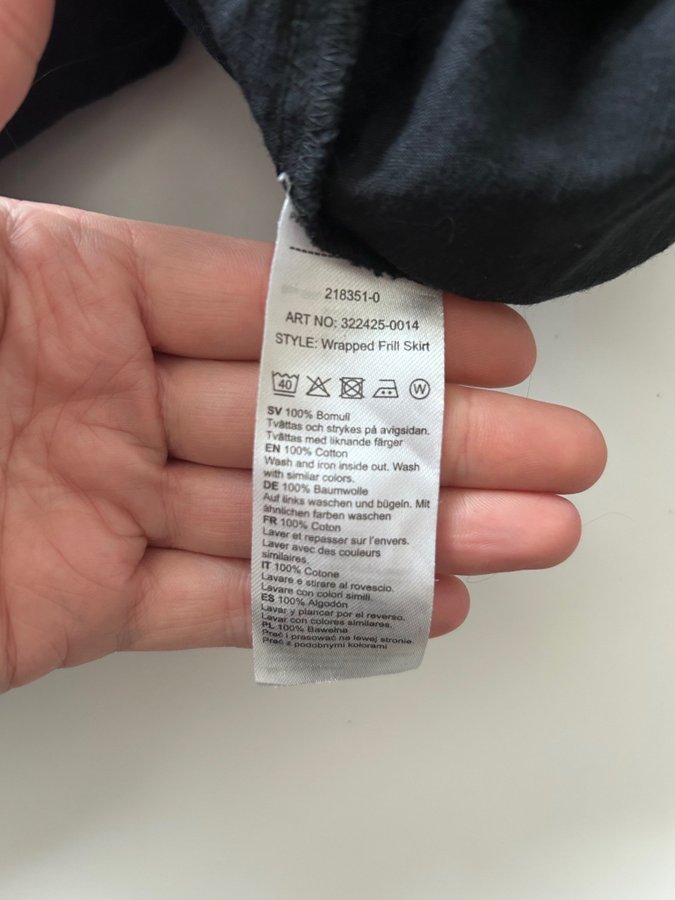 218351-0
ART NO: 322425-0014
STYLE: Wrapped Frill Skirt
40 W
SV 100% Bomull
Tvättas och strykes på avigsidan.
Tvättas med liknande färger
EN 100% Cotton
Wash and iron inside out. Wash
with similar colors.
DE 100% Baumwolle
Auf links waschen und bügeln. Mit
ähnlichen farben waschen
FR 100% Coton
Laver et repasser sur l'envers.
Laver avec des couleurs
similaires.
IT 100% Cotone
Lavare e stirare al rovescio.
Lavare con colori simili.
ES 100% Algodón
Lavar y plancar por el reverso.
Lavar con colores similares.
PL 100% Bawełna
Prać i prasować na lewej stronie.
Prać z podobnymi kolorami